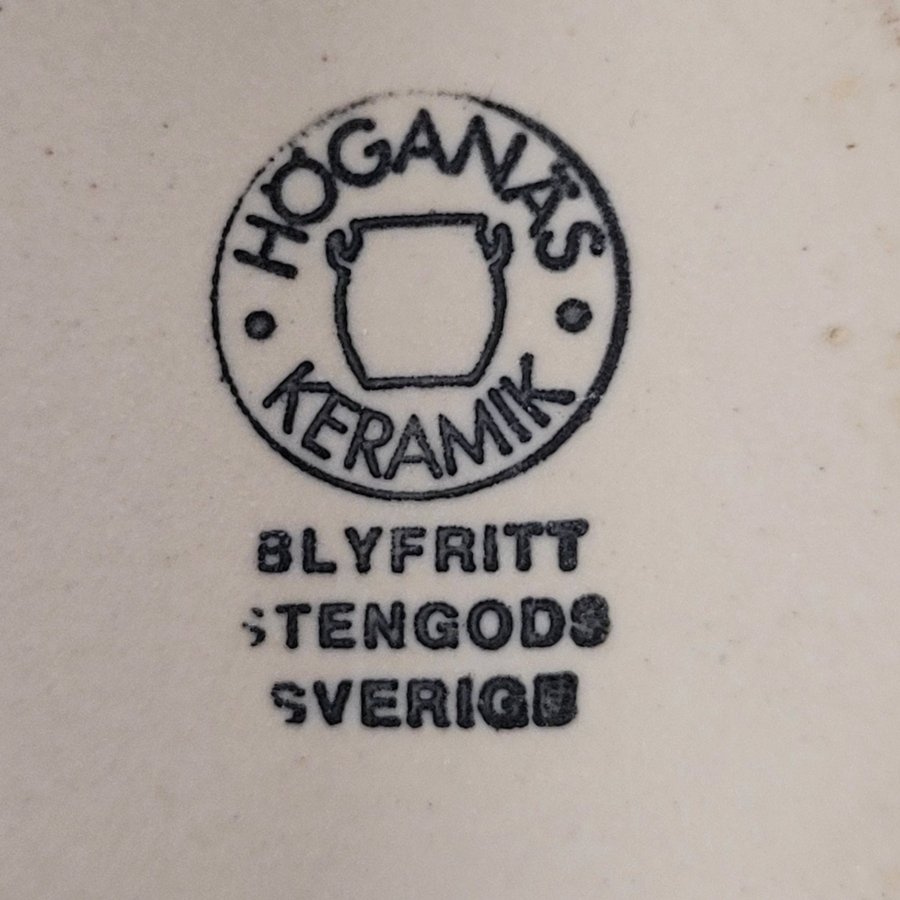 HÖGANÄS
KERAMIK
BLYFRITT
STENGODS
SVERIGE